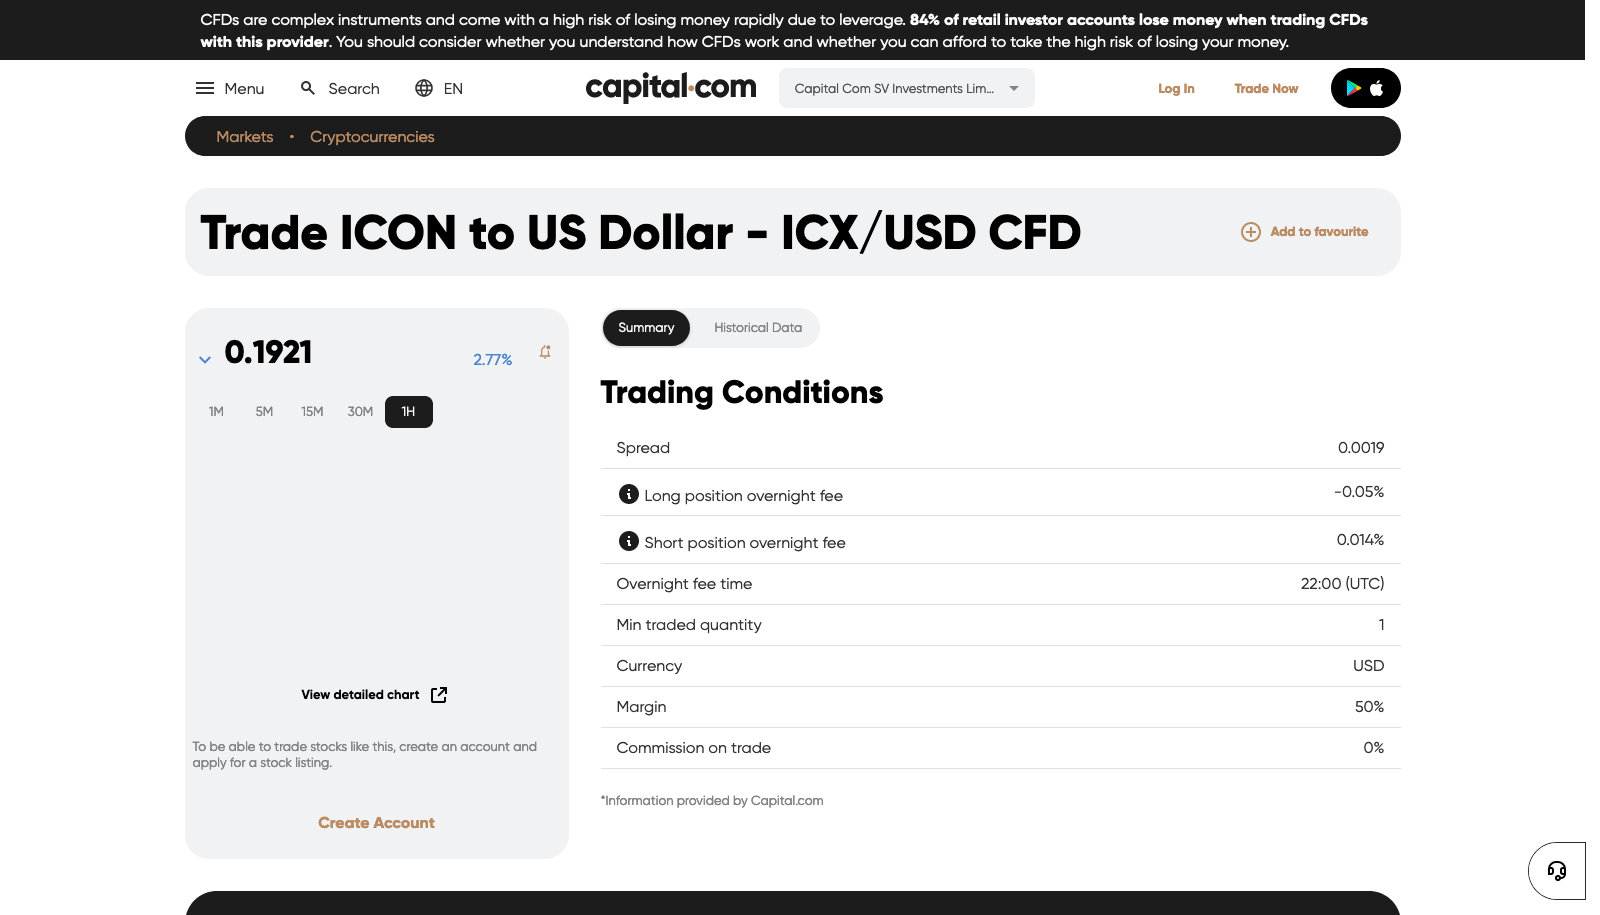 CFDs are complex instruments and come with a high risk of losing money rapidly due to leverage. 84% of retail investor accounts lose money when trading CFDs
with this provider. You should consider whether you understand how CFDs work and whether you can afford to take the high risk of losing your money.
Menu Search EN capital.com Capital Com SV Investments Lim... Log In Trade Now
Markets • Cryptocurrencies
Trade ICON to US Dollar - ICX/USD CFD Add to favourite
0.1921 2.77%
1M 5M 15M 30M 1H
View detailed chart
To be able to trade stocks like this, create an account and
apply for a stock listing.
Create Account
Summary Historical Data
Trading Conditions
Spread 0.0019
Long position overnight fee -0.05%
Short position overnight fee 0.014%
Overnight fee time 22:00 (UTC)
Min traded quantity 1
Currency USD
Margin 50%
Commission on trade 0%
*Information provided by Capital.com